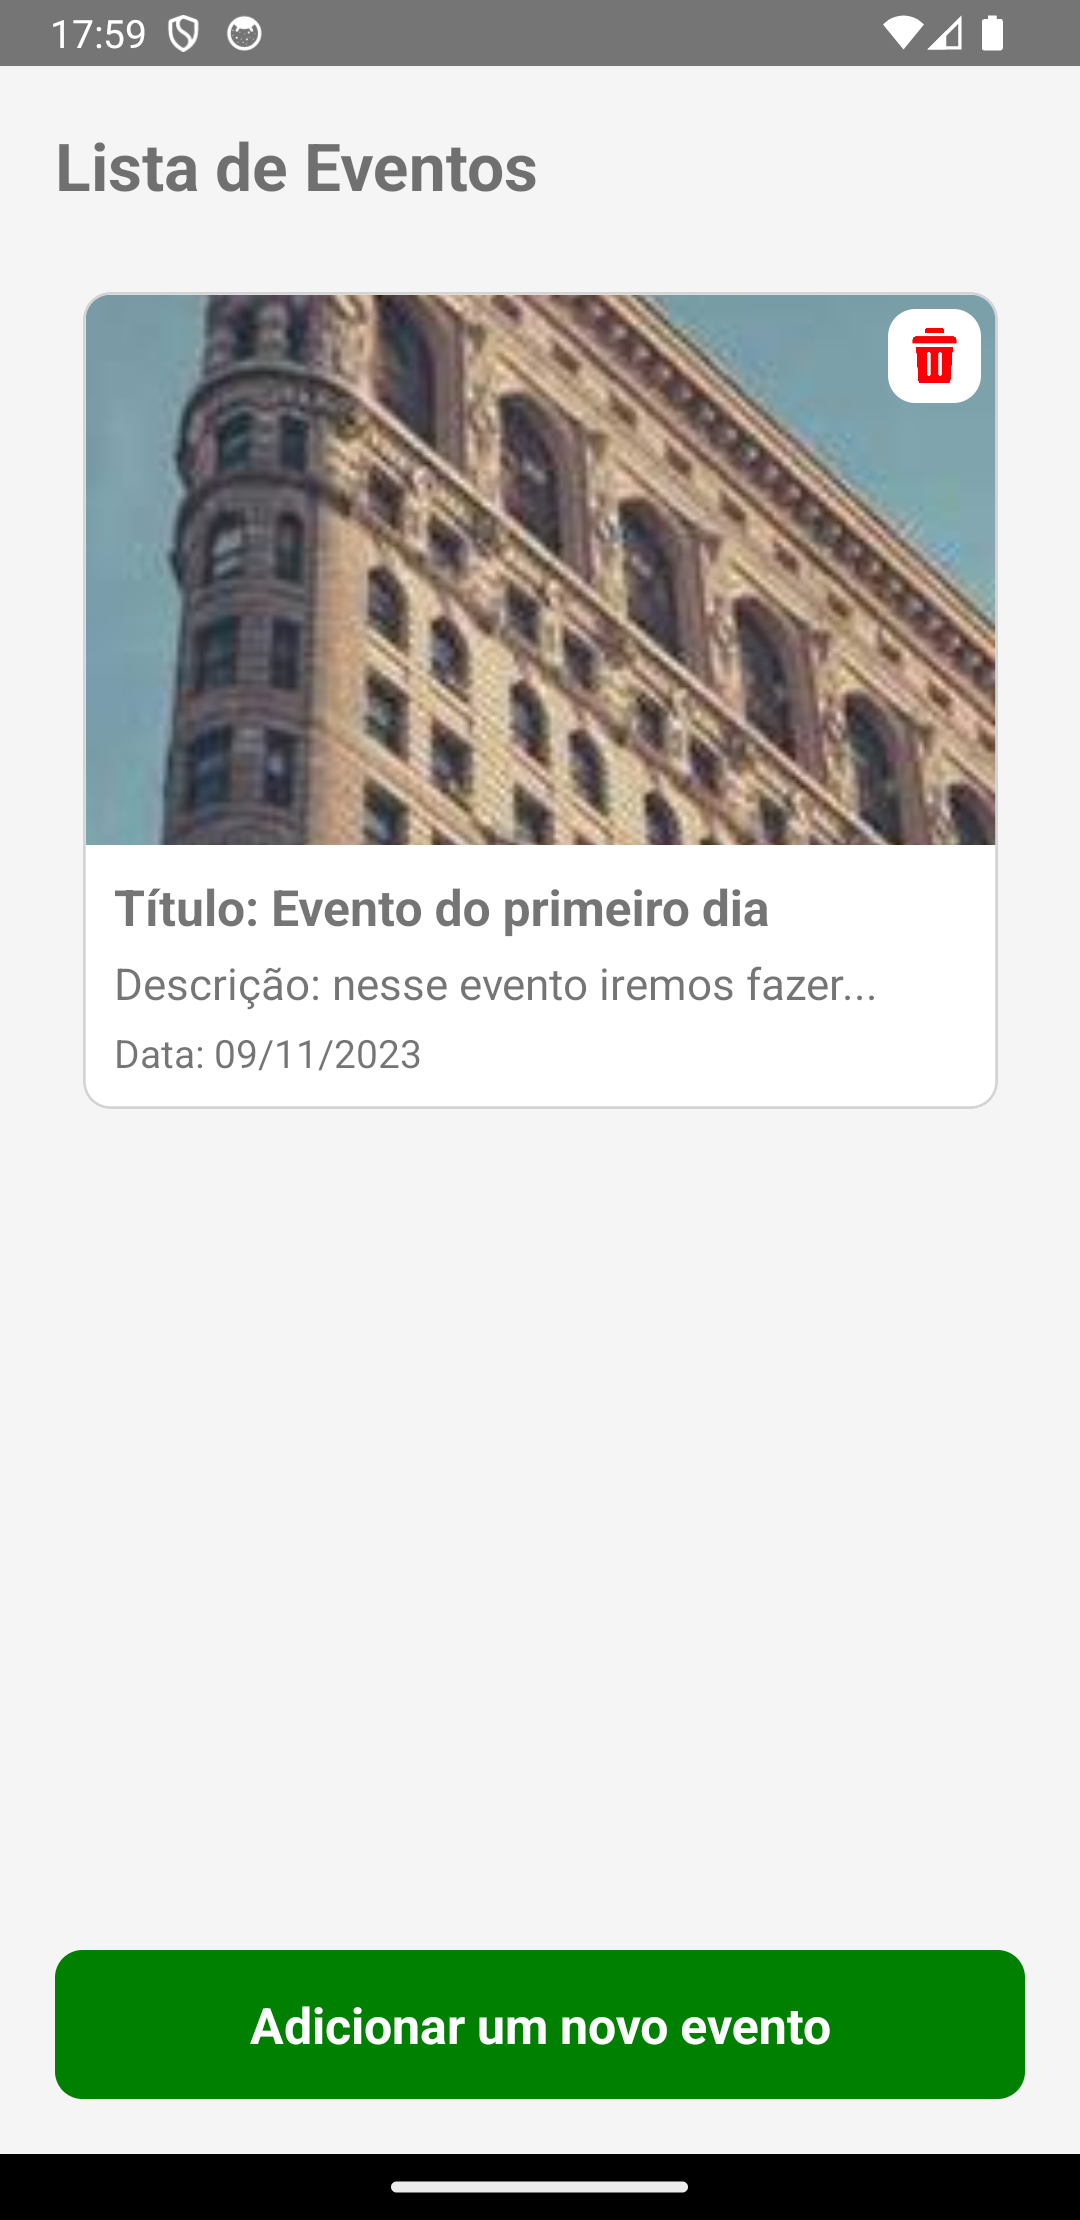 17:59
Lista de Eventos
Título: Evento do primeiro dia
Descrição: nesse evento iremos fazer...
Data: 09/11/2023
Adicionar um novo evento